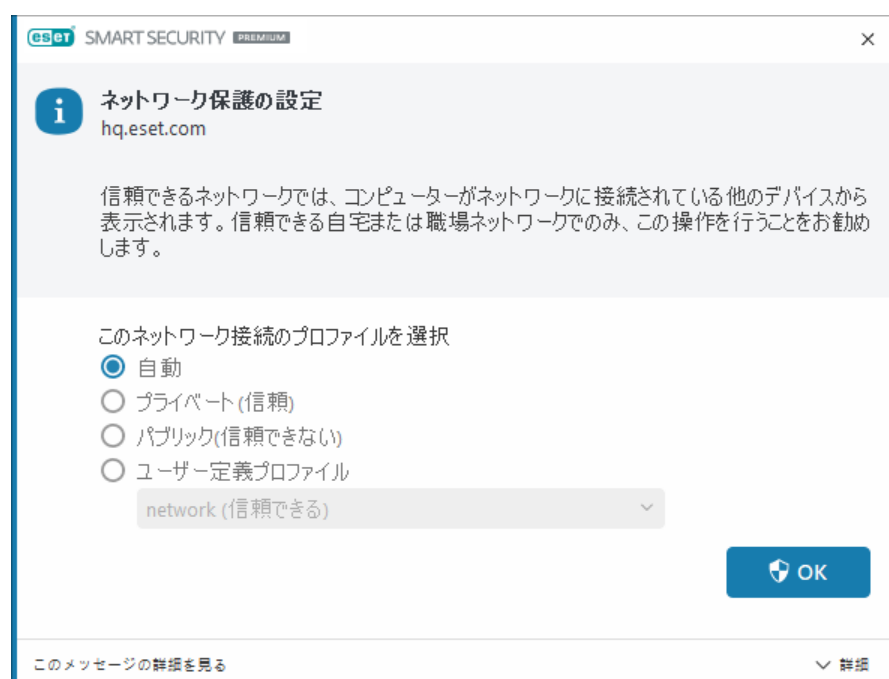 eset SMART SECURITY PREMIUM
ネットワーク保護の設定
hq.eset.com
信頼できるネットワークでは、コンピューターがネットワークに接続されている他のデバイスから
表示されます。信頼できる自宅または職場ネットワークでのみ、この操作を行うことをお勧め
します。
このネットワーク接続のプロファイルを選択
自動
プライベート(信頼)
パブリック(信頼できない)
ユーザー定義プロファイル
network (信頼できる)
OK
このメッセージの詳細を見る
詳細